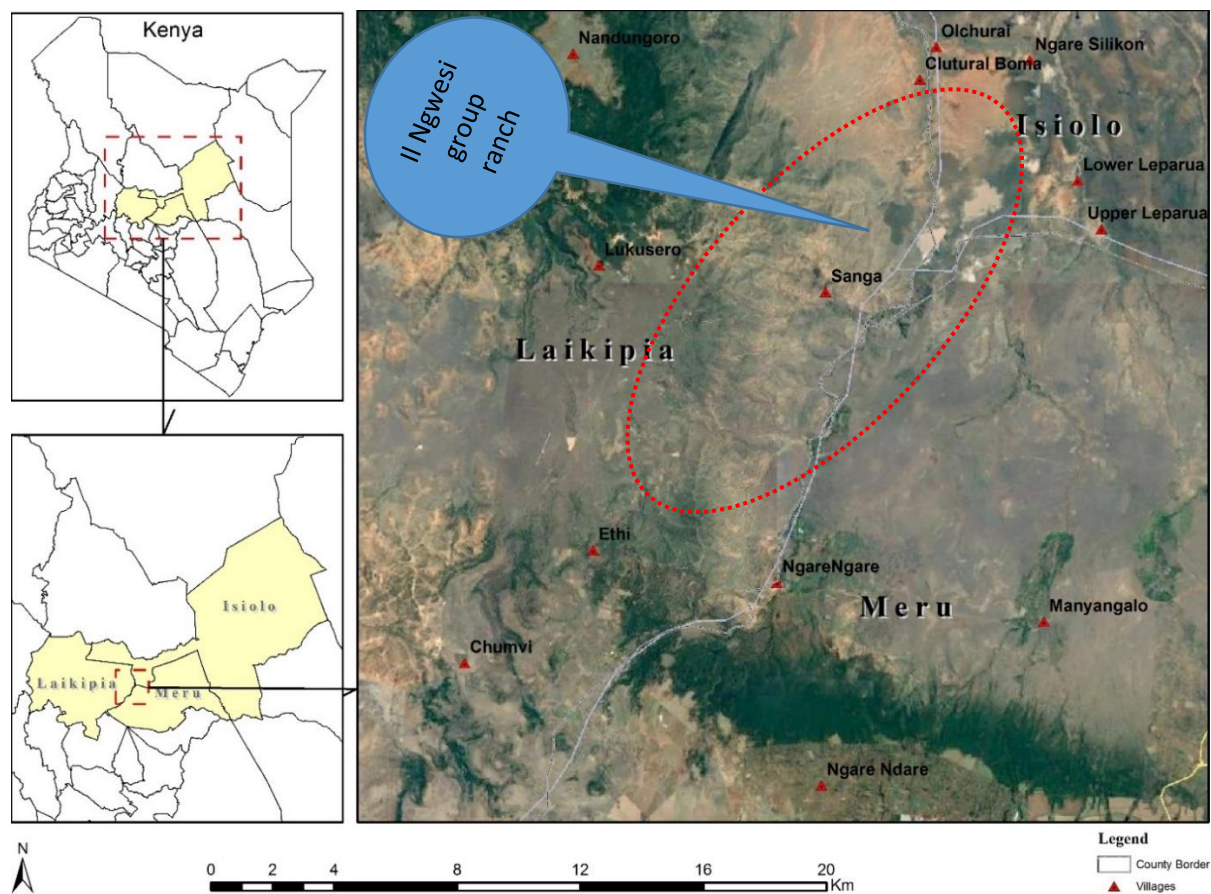 Kenya
Isiolo
Laikipia
Meru
Nandungoro
Olchurai
Ngare Silikon
Clutural Boma
Il Ngwesi
group
ranch
Isiolo
Lower Leparua
Upper Leparua
Lukusero
Sanga
Laikipia
Ethi
NgareNgare
Meru
Manyangalo
Chumvi
Ngare Ndare
N
0 2 4 8 12 16 20
Km
Legend
County Border
Villages